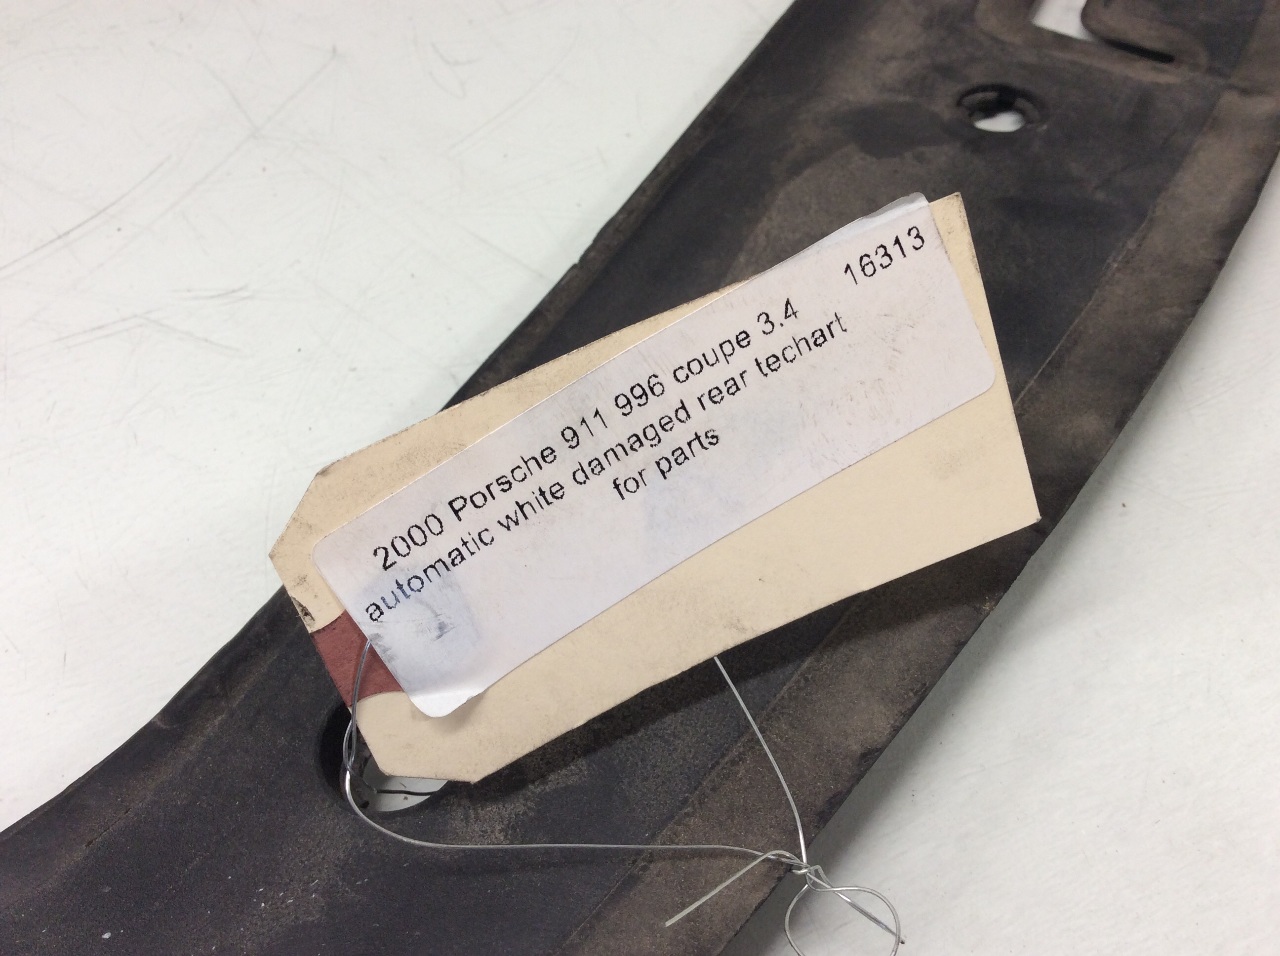 16313
2000 Porsche 911 996 coupe 3.4
automatic white damaged rear techart
for parts